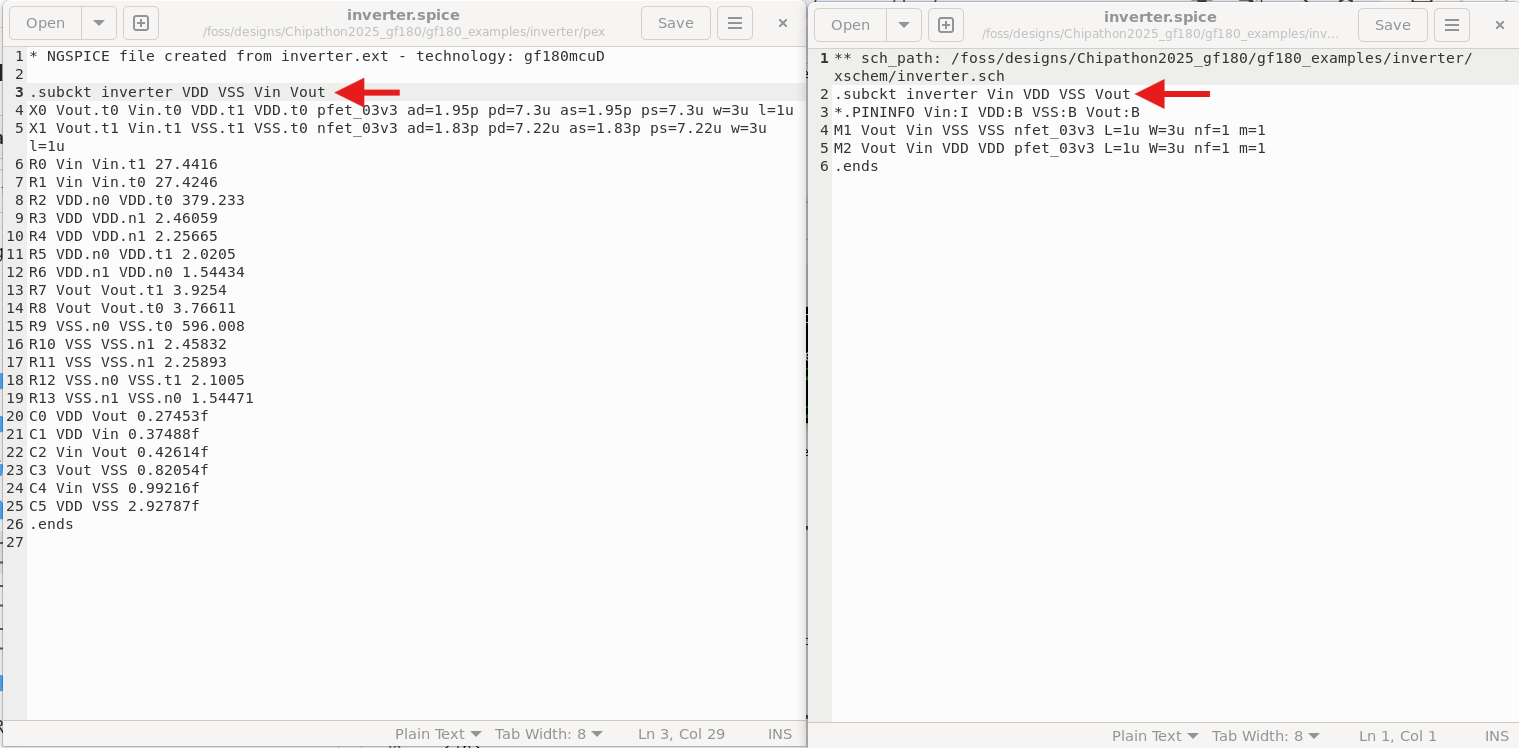 Open
inverter.spice
/foss/designs/Chipathon2025_gf180/gf180_examples/inverter/pex
Save
1 * NGSPICE file created from inverter.ext - technology: gf180mcuD
2
3 .subckt inverter VDD VSS Vin Vout
4 X0 Vout.t0 Vin.t0 VDD.t1 VDD.t0 pfet_03v3 ad=1.95p pd=7.3u as=1.95p ps=7.3u w=3u l=1u
5 X1 Vout.t1 Vin.t1 VSS.t1 VSS.t0 nfet_03v3 ad=1.83p pd=7.22u as=1.83p ps=7.22u w=3u
l=1u
6 R0 Vin Vin.t1 27.4416
7 R1 Vin Vin.t0 27.4246
8 R2 VDD.n0 VDD.t0 379.233
9 R3 VDD VDD.n1 2.46059
10 R4 VDD VDD.n1 2.25665
11 R5 VDD.n0 VDD.t1 2.0205
12 R6 VDD.n1 VDD.n0 1.54434
13 R7 Vout Vout.t1 3.9254
14 R8 Vout Vout.t0 3.76611
15 R9 VSS.n0 VSS.t0 596.008
16 R10 VSS VSS.n1 2.45832
17 R11 VSS VSS.n1 2.25893
18 R12 VSS.n0 VSS.t1 2.1005
19 R13 VSS.n1 VSS.n0 1.54471
20 C0 VDD Vout 0.27453f
21 C1 VDD Vin 0.37488f
22 C2 Vin Vout 0.42614f
23 C3 Vout VSS 0.82054f
24 C4 Vin VSS 0.99216f
25 C5 VDD VSS 2.92787f
26 .ends
27
Plain Text
Tab Width: 8
Ln 3, Col 29
INS
Open
inverter.spice
/foss/designs/Chipathon2025_gf180/gf180_examples/inv...
Save
1 ** sch_path: /foss/designs/Chipathon2025_gf180/gf180_examples/inverter/
xschem/inverter.sch
2 .subckt inverter Vin VDD VSS Vout
3 *.PININFO Vin:I VDD:B VSS:B Vout:B
4 M1 Vout Vin VSS VSS nfet_03v3 L=1u W=3u nf=1 m=1
5 M2 Vout Vin VDD VDD pfet_03v3 L=1u W=3u nf=1 m=1
6 .ends
Plain Text
Tab Width: 8
Ln 1, Col 1
INS